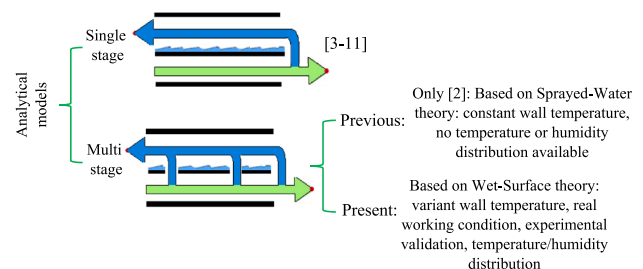 Analytical
models
Single
stage
[3-11]
Multi
stage
Previous:
Only [2]: Based on Sprayed-Water
theory: constant wall temperature,
no temperature or humidity
distribution available
Present:
Based on Wet-Surface theory:
variant wall temperature, real
working condition, experimental
validation, temperature/humidity
distribution